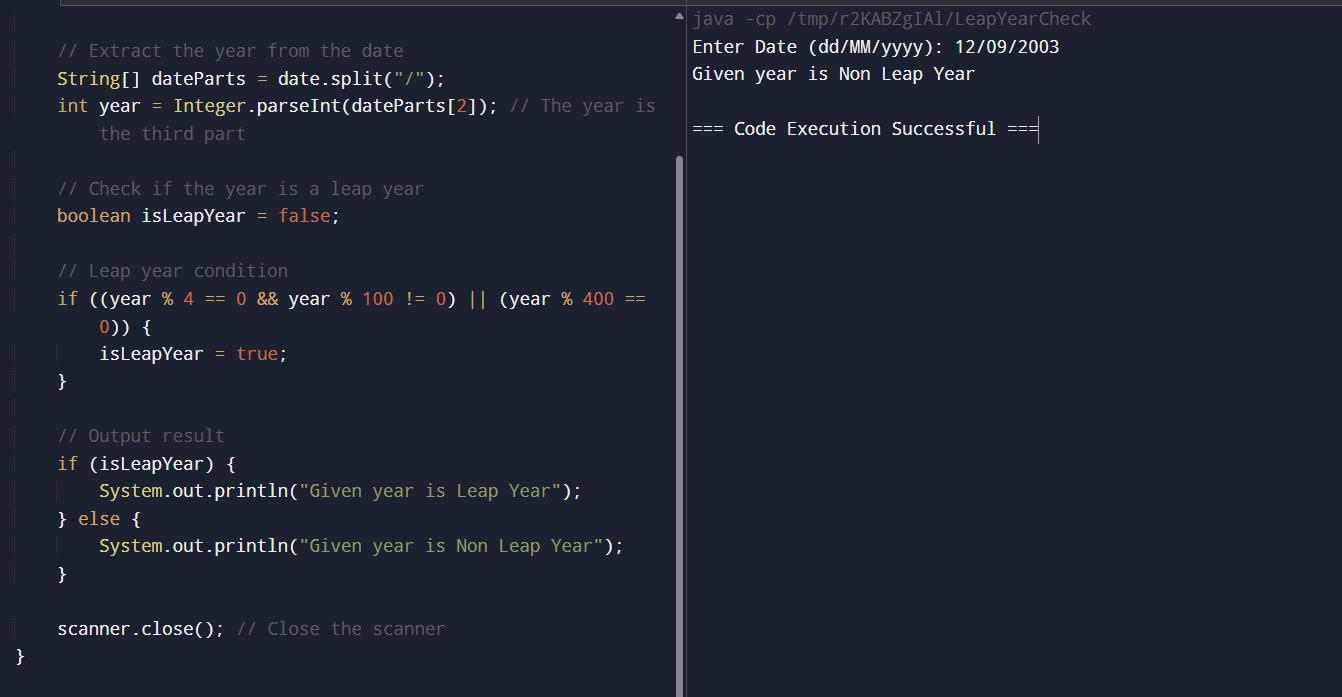 // Extract the year from the date
String[] dateParts = date.split("/");
int year = Integer.parseInt(dateParts[2]); // The year is
the third part
// Check if the year is a leap year
boolean isLeapYear = false;
// Leap year condition
if ((year % 4 == 0 && year % 100 != 0) || (year % 400 ==
0)) {
isLeapYear = true;
}
// Output result
if (isLeapYear) {
System.out.println("Given year is Leap Year");
} else {
System.out.println("Given year is Non Leap Year");
}
scanner.close(); // Close the scanner
}
java -cp /tmp/r2KABZgIAl/LeapYearCheck
Enter Date (dd/MM/yyyy): 12/09/2003
Given year is Non Leap Year
=== Code Execution Successful ===